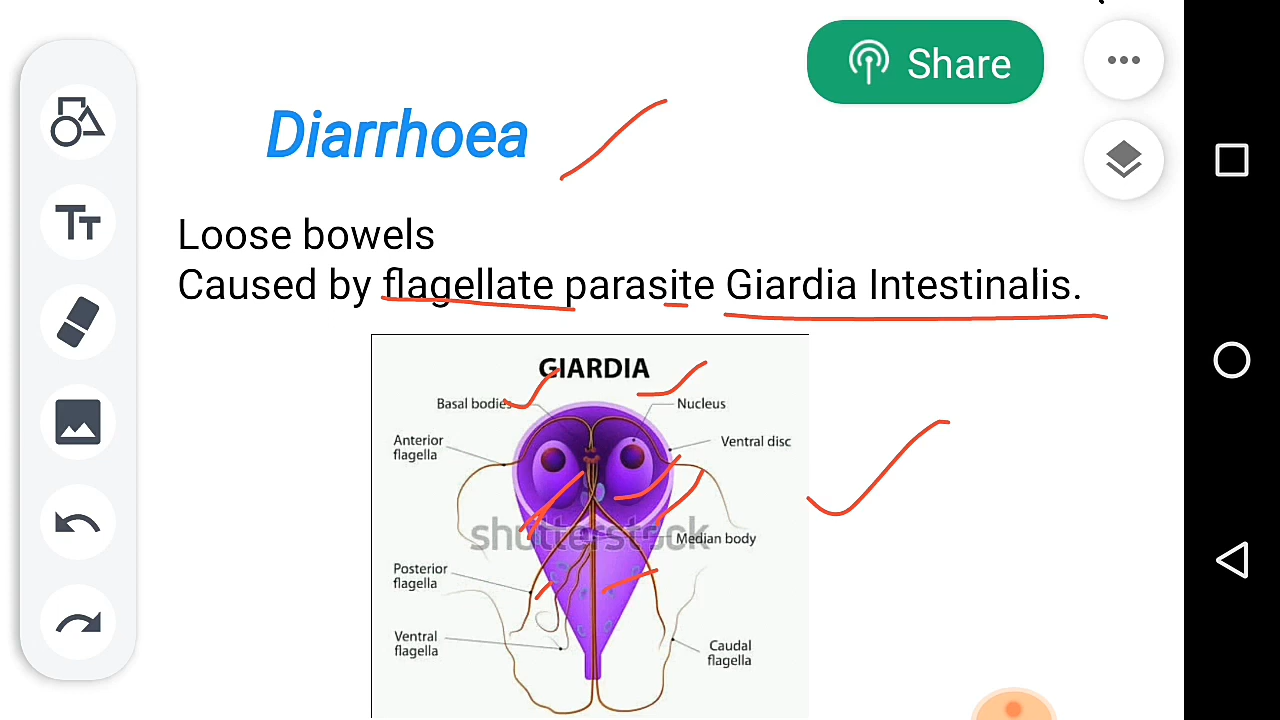 Share
Diarrhoea
Loose bowels
Caused by flagellate parasite Giardia Intestinalis.
GIARDIA
Basal bodies
Nucleus
Anterior
flagella
Ventral disc
shutterstock
Median body
Posterior
flagella
Ventral
flagella
Caudal
flagella